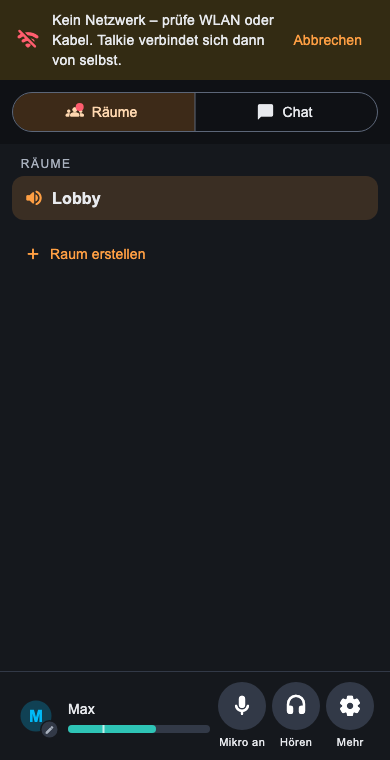 Kein Netzwerk – prüfe WLAN oder
Kabel. Talkie verbindet sich dann
von selbst.
Abbrechen
Räume
Chat
RÄUME
Lobby
+ Raum erstellen
M
Max
Mikro an
Hören
Mehr